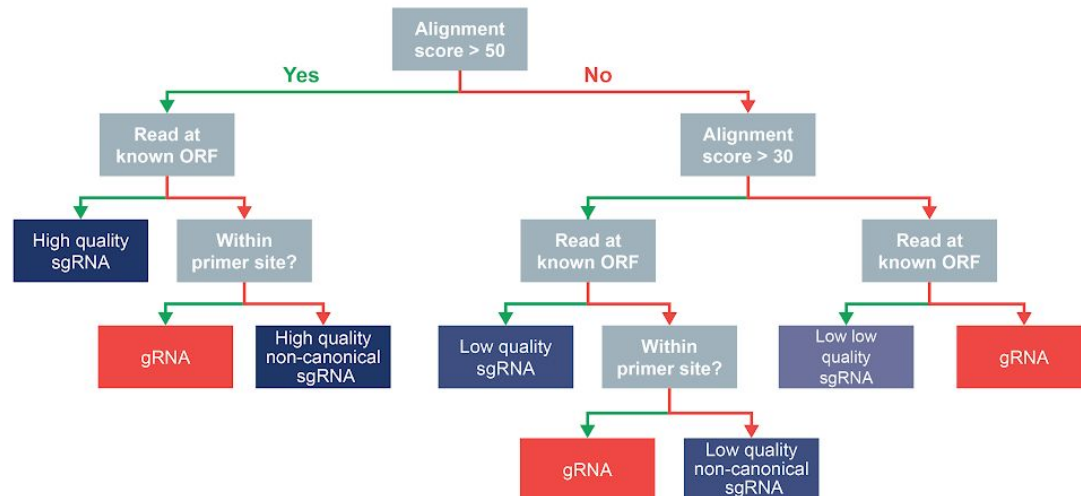 Alignment
score > 50
Yes
No
Read at
known ORF
Alignment
score > 30
High quality
sgRNA
Within
primer site?
Read at
known ORF
Read at
known ORF
gRNA
High quality
non-canonical
sgRNA
Low quality
sgRNA
Within
primer site?
Low low
quality
sgRNA
gRNA
gRNA
Low quality
non-canonical
sgRNA